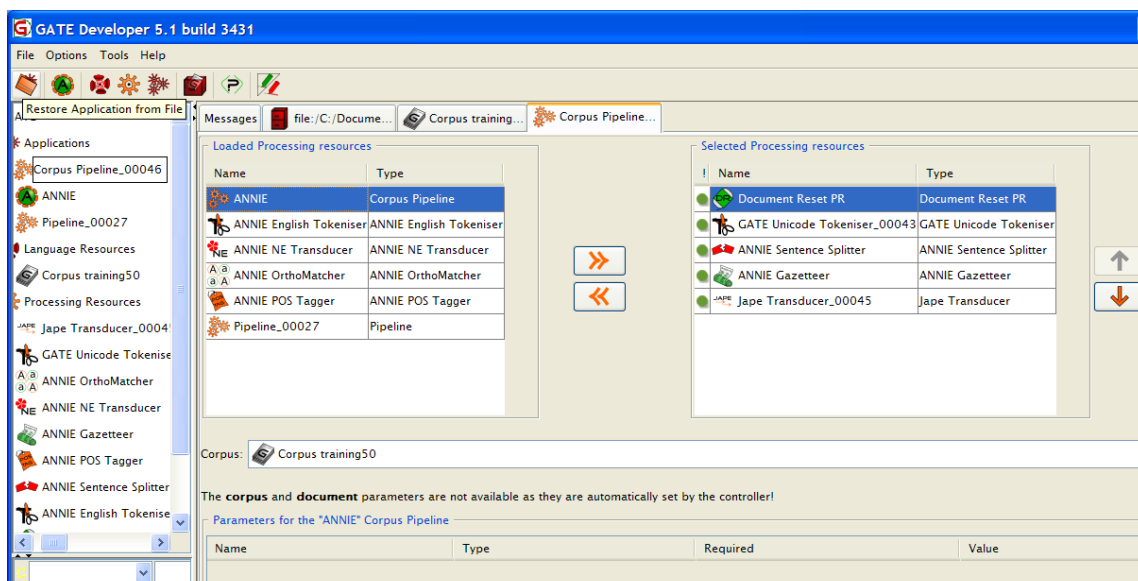 GATE Developer 5.1 build 3431
File Options Tools Help
Restore Application from File
Messages file:/C:/Docume... Corpus training... Corpus Pipeline...
Applications
Corpus Pipeline_00046
ANNIE
Pipeline_00027
Language Resources
Corpus training50
Processing Resources
Jape Transducer_0004
GATE Unicode Tokenise
ANNIE OrthoMatcher
ANNIE NE Transducer
ANNIE Gazetteer
ANNIE POS Tagger
ANNIE Sentence Splitter
ANNIE English Tokenise
Loaded Processing resources
Name Type
ANNIE Corpus Pipeline
ANNIE English Tokeniser ANNIE English Tokeniser
ANNIE NE Transducer ANNIE NE Transducer
ANNIE OrthoMatcher ANNIE OrthoMatcher
ANNIE POS Tagger ANNIE POS Tagger
Pipeline_00027 Pipeline
Selected Processing resources
! Name Type
Document Reset PR Document Reset PR
GATE Unicode Tokeniser_00043 GATE Unicode Tokeniser
ANNIE Sentence Splitter ANNIE Sentence Splitter
ANNIE Gazetteer ANNIE Gazetteer
Jape Transducer_00045 Jape Transducer
Corpus: Corpus training50
The corpus and document parameters are not available as they are automatically set by the controller!
Parameters for the "ANNIE" Corpus Pipeline
Name Type Required Value